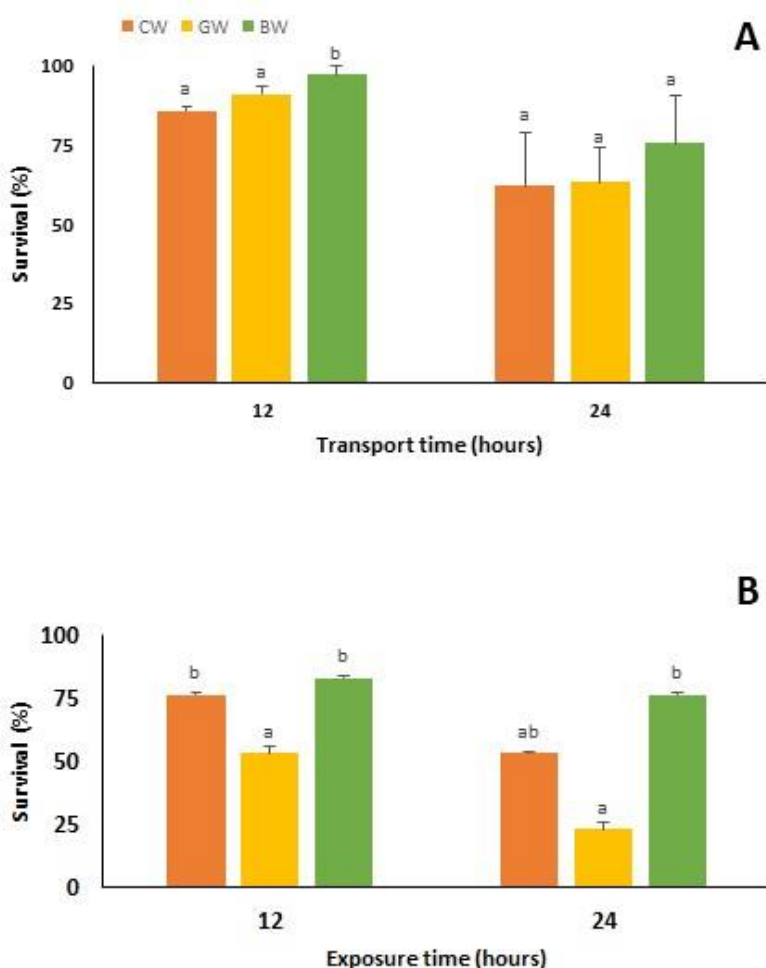 CW GW BW
A
b
100
a
a
a
75
a
a
Survival (%)
50
25
0
12 24
Transport time (hours)
B
100
b
b
b
75
ab
a
Survival (%)
50
a
25
0
12 24
Exposure time (hours)